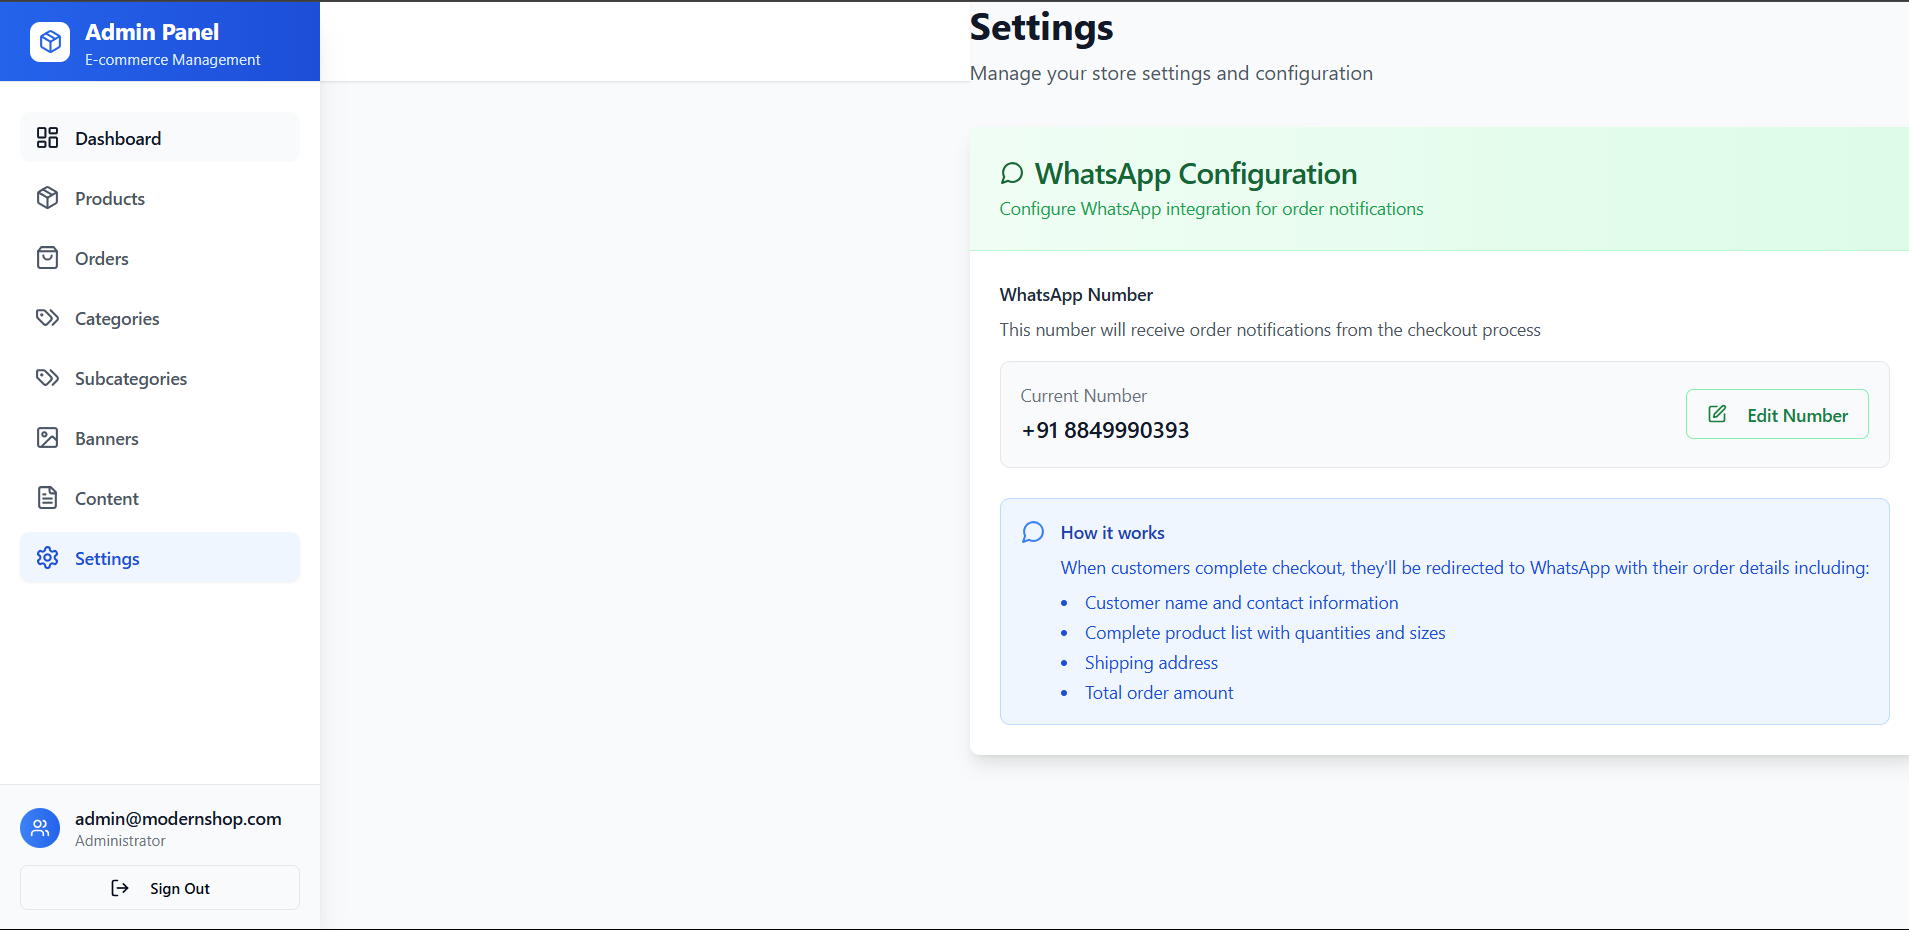 Admin Panel
E-commerce Management
Dashboard
Products
Orders
Categories
Subcategories
Banners
Content
Settings
admin@modernshop.com
Administrator
Sign Out
Settings
Manage your store settings and configuration
WhatsApp Configuration
Configure WhatsApp integration for order notifications
WhatsApp Number
This number will receive order notifications from the checkout process
Current Number
+91 8849990393
Edit Number
How it works
When customers complete checkout, they'll be redirected to WhatsApp with their order details including:
• Customer name and contact information
• Complete product list with quantities and sizes
• Shipping address
• Total order amount